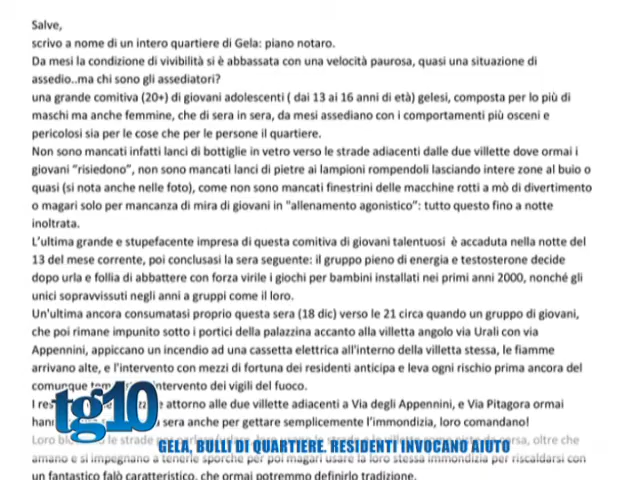 Salve,
scrivo a nome di un intero quartiere di Gela: piano notaro.
Da mesi la condizione di vivibilità si è abbassata con una velocità paurosa, quasi una situazione di
assedio..ma chi sono gli assediatori?
una grande comitiva (20+) di giovani adolescenti ( dai 13 ai 16 anni di età) gelesi, composta per lo più di
maschi ma anche femmine, che di sera in sera, da mesi assediano con i comportamenti più osceni e
pericolosi sia per le cose che per le persone il quartiere.
Non sono mancati infatti lanci di bottiglie in vetro verso le strade adiacenti dalle due villette dove ormai i
giovani "risiedono", non sono mancati lanci di pietre ai lampioni rompendoli lasciando intere zone al buio o
quasi (si nota anche nelle foto), come non sono mancati finestrini delle macchine rotti a mò di divertimento
o magari solo per mancanza di mira di giovani in "allenamento agonistico": tutto questo fino a notte
inoltrata.
L'ultima grande e stupefacente impresa di questa comitiva di giovani talentuosi è accaduta nella notte del
13 del mese corrente, poi conclusasi la sera seguente: il gruppo pieno di energia e testosterone decide
dopo urla e follia di abbattere con forza virile i giochi per bambini installati nei primi anni 2000, nonché gli
unici sopravvissuti negli anni a gruppi come il loro.
Un'ultima ancora consumatasi proprio questa sera (18 dic) verso le 21 circa quando un gruppo di giovani,
che poi rimane impunito sotto i portici della palazzina accanto alla villetta angolo via Urali con via
Appennini, appiccano un incendio ad una cassetta elettrica all'interno della villetta stessa, le fiamme
arrivano alte, e l'intervento con mezzi di fortuna dei residenti anticipa e leva ogni rischio prima ancora del
comunque intervento dei vigili del fuoco.
I attorno alle due villette adiacenti a Via degli Appennini, e Via Pitagora ormai
sera anche per gettare semplicemente l'immondizia, loro comandano!
Loro le strade oltre che
tg10
GELA, BULLI DI QUARTIERE. RESIDENTI INVOCANO AIUTO
amano e si impegnano a tenerle sporche per poi magari usare la loro stessa immondizia per riscaldarsi con
un fantastico falò caratteristico, che ormai potremmo definirlo tradizione.